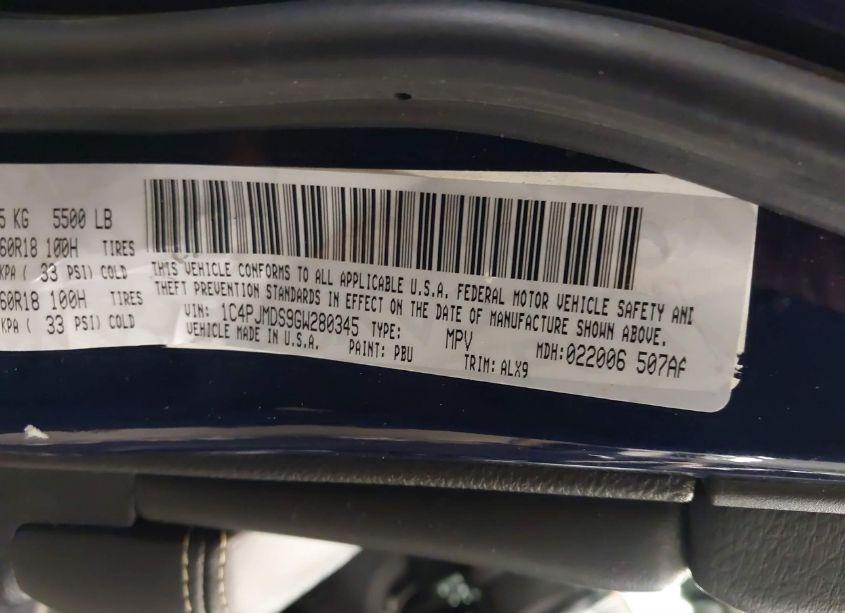 5 KG 5500 LB
60R18 100H TIRES
KPA ( 33 PSI) COLD
60R18 100H TIRES
KPA ( 33 PSI) COLD
THIS VEHICLE CONFORMS TO ALL APPLICABLE U.S.A. FEDERAL MOTOR VEHICLE SAFETY AND
THEFT PREVENTION STANDARDS IN EFFECT ON THE DATE OF MANUFACTURE SHOWN ABOVE.
VIN: 1C4PJMDS9GW280345 TYPE: MPV MDH:022006 507AF
VEHICLE MADE IN U.S.A. PAINT: PBU TRIM: ALX9